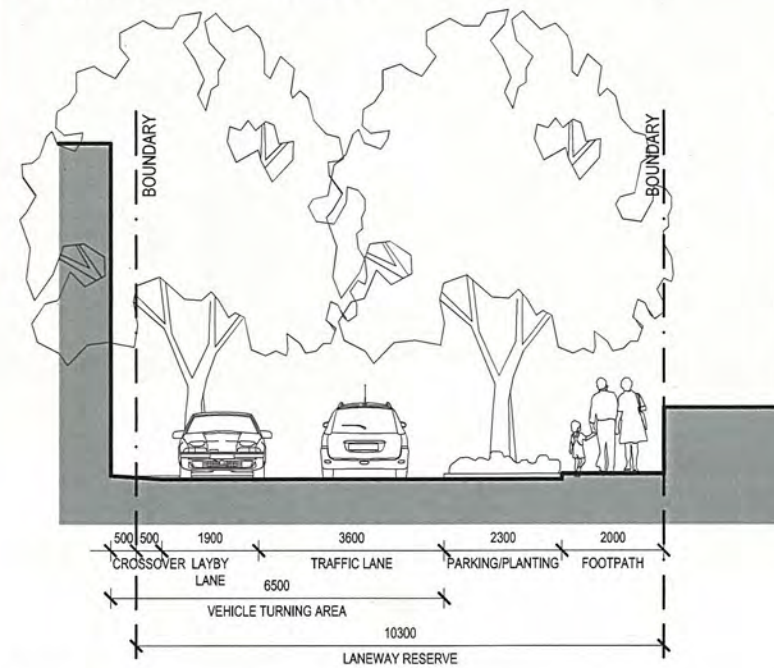 BOUNDARY
BOUNDARY
500 500 1900 3600 2300 2000
CROSSOVER LAYBY LANE TRAFFIC LANE PARKING/PLANTING FOOTPATH
6500
VEHICLE TURNING AREA
10300
LANEWAY RESERVE